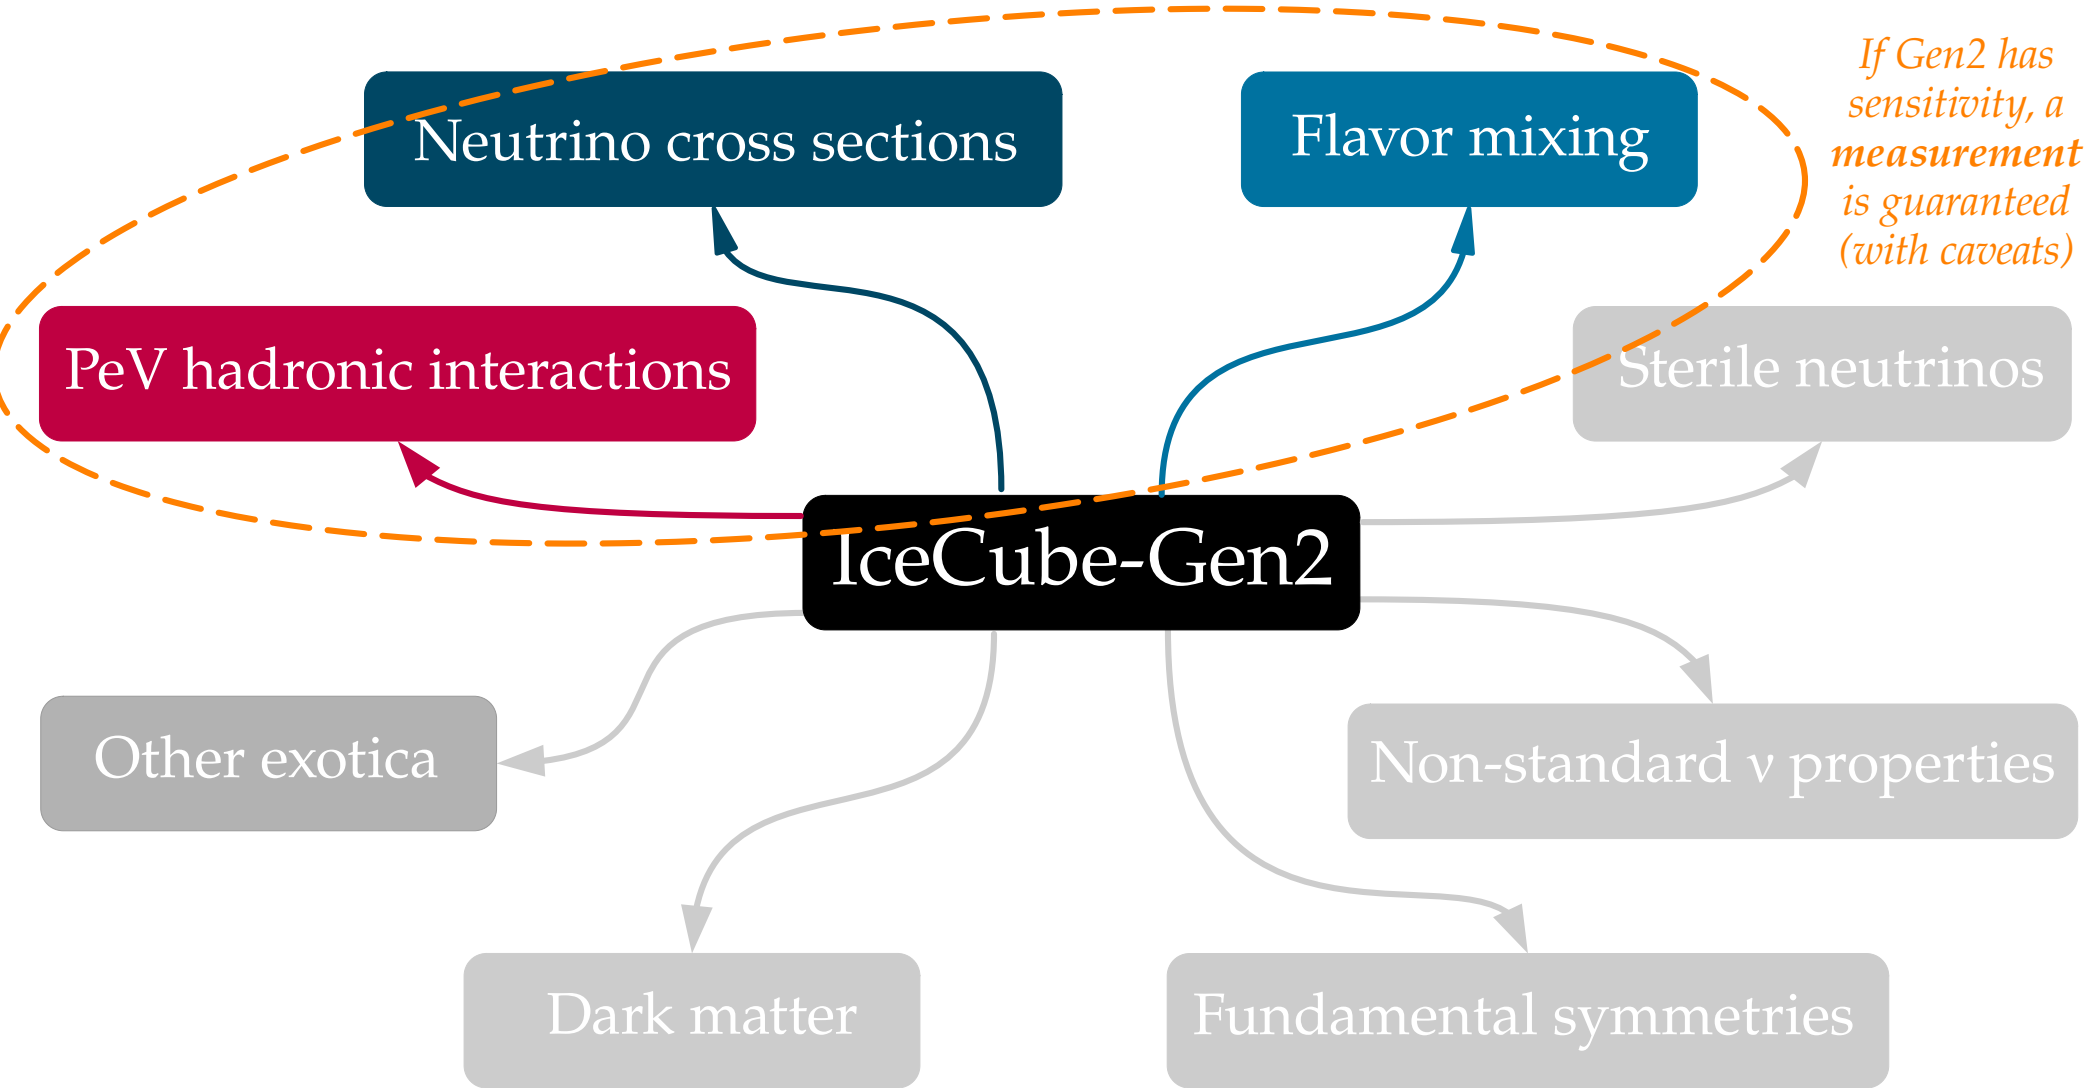 If Gen2 has
sensitivity, a
measurement
is guaranteed
(with caveats)
Neutrino cross sections
Flavor mixing
PeV hadronic interactions
Sterile neutrinos
IceCube-Gen2
Other exotica
Non-standard ν properties
Dark matter
Fundamental symmetries